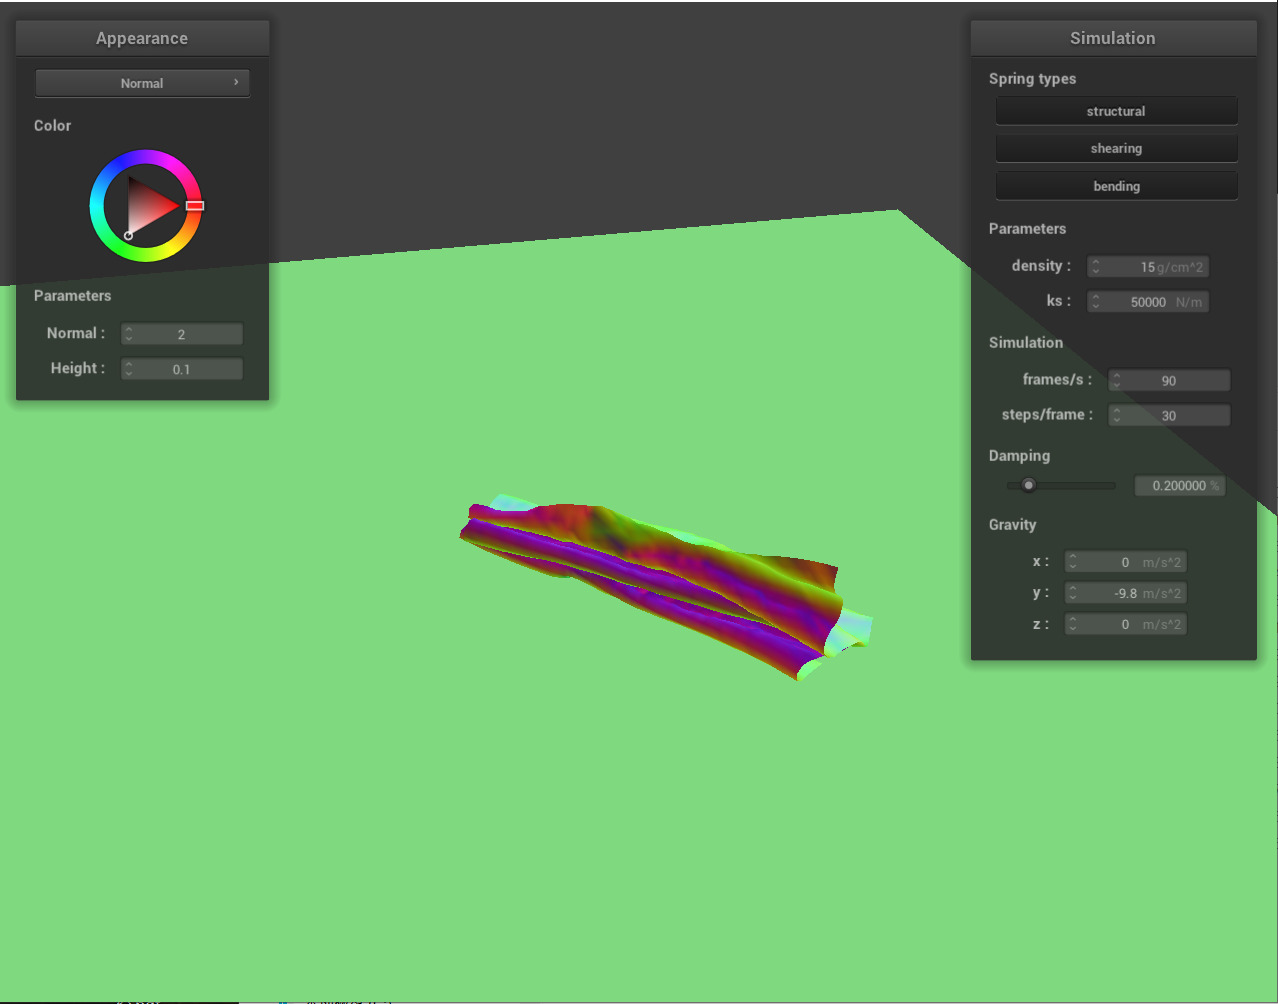 Appearance
Normal
Color
Parameters
Normal :
2
Height :
0.1
Simulation
Spring types
structural
shearing
bending
Parameters
density :
15 g/cm^2
ks :
50000 N/m
Simulation
frames/s :
90
steps/frame :
30
Damping
0.200000 %
Gravity
x :
0 m/s^2
y :
-9.8 m/s^2
z :
0 m/s^2